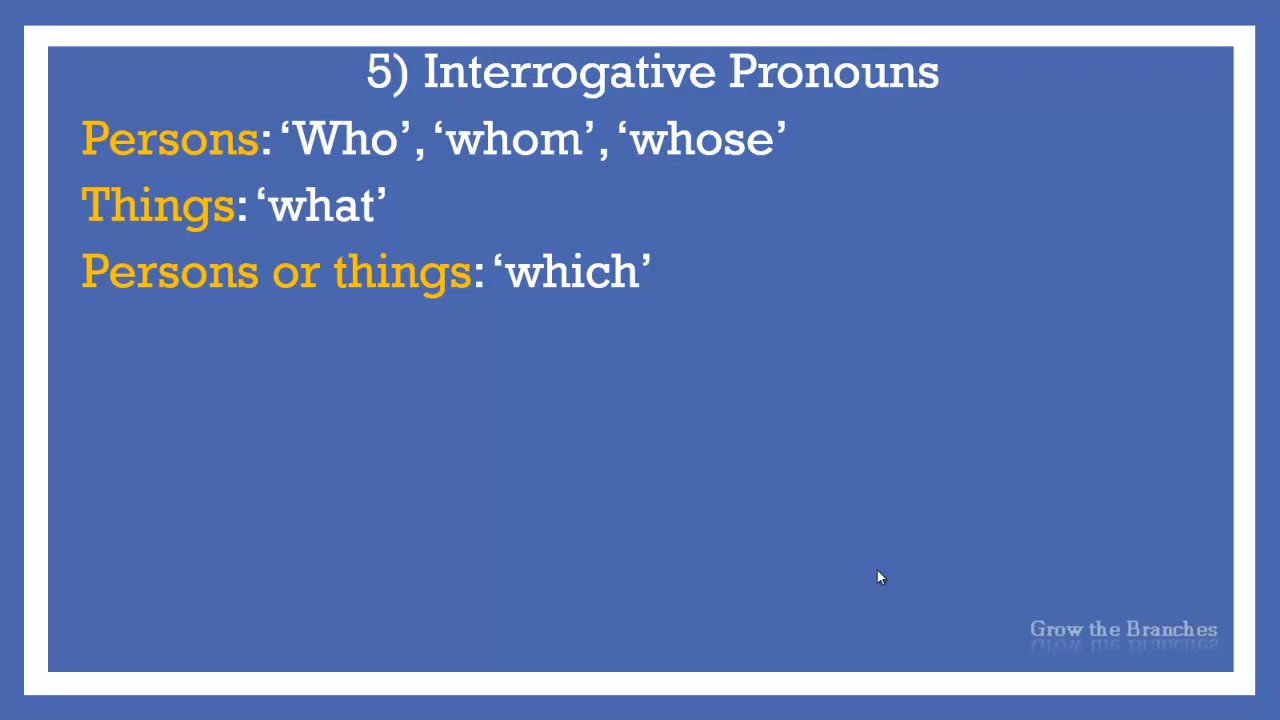 5) Interrogative Pronouns
Persons: ‘Who’, ‘whom’, ‘whose’
Things: ‘what’
Persons or things: ‘which’
Grow the Branches